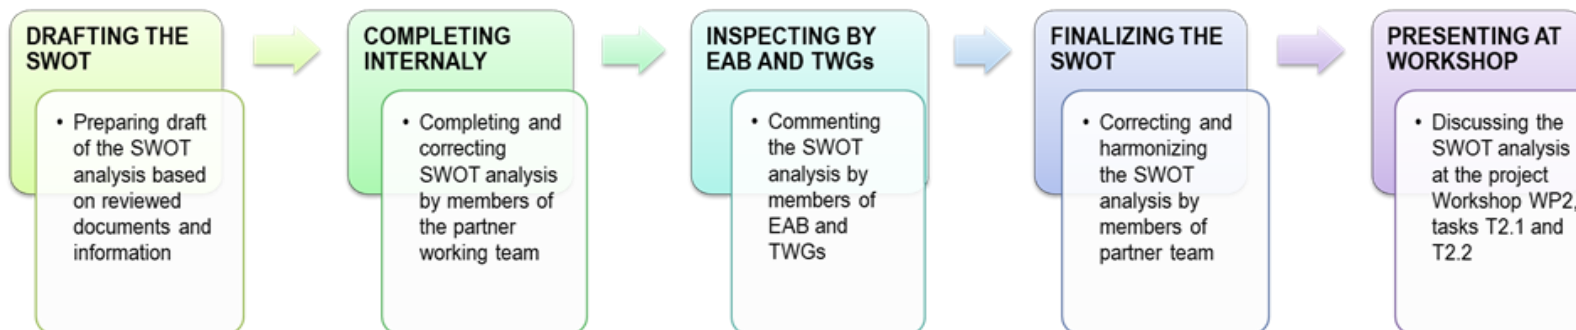 DRAFTING THE
SWOT
• Preparing draft
of the SWOT
analysis based
on reviewed
documents and
information
COMPLETING
INTERNALY
• Completing and
correcting
SWOT analysis
by members of
the partner
working team
INSPECTING BY
EAB AND TWGs
• Commenting
the SWOT
analysis by
members of
EAB and
TWGs
FINALIZING THE
SWOT
• Correcting and
harmonizing
the SWOT
analysis by
members of
partner team
PRESENTING AT
WORKSHOP
• Discussing the
SWOT analysis
at the project
Workshop WP2,
tasks T2.1 and
T2.2